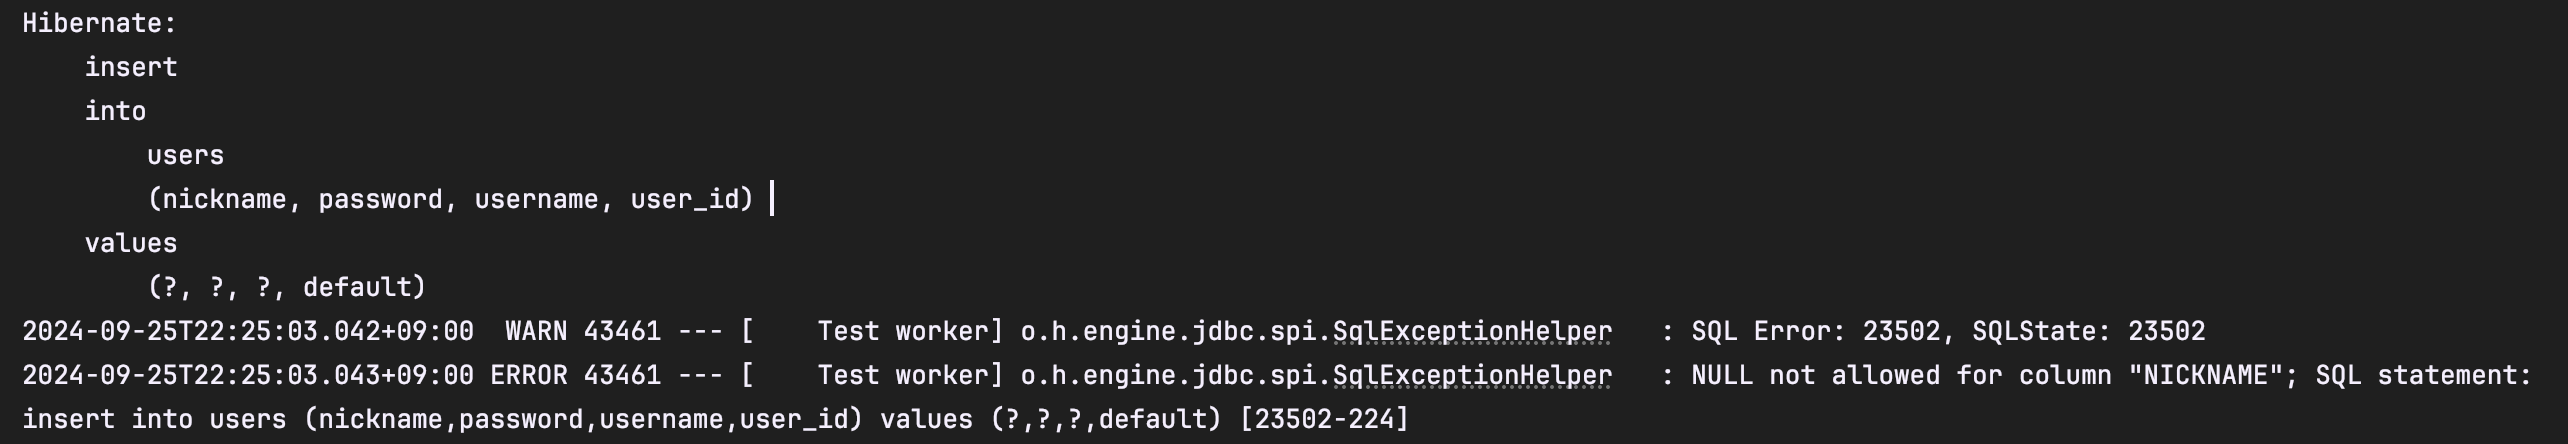 Hibernate:
    insert
    into
        users
        (nickname, password, username, user_id)
    values
        (?, ?, ?, default)
2024-09-25T22:25:03.042+09:00  WARN 43461 --- [    Test worker] o.h.engine.jdbc.spi.SqlExceptionHelper   : SQL Error: 23502, SQLState: 23502
2024-09-25T22:25:03.043+09:00 ERROR 43461 --- [    Test worker] o.h.engine.jdbc.spi.SqlExceptionHelper   : NULL not allowed for column "NICKNAME"; SQL statement:
insert into users (nickname,password,username,user_id) values (?,?,?,default) [23502-224]